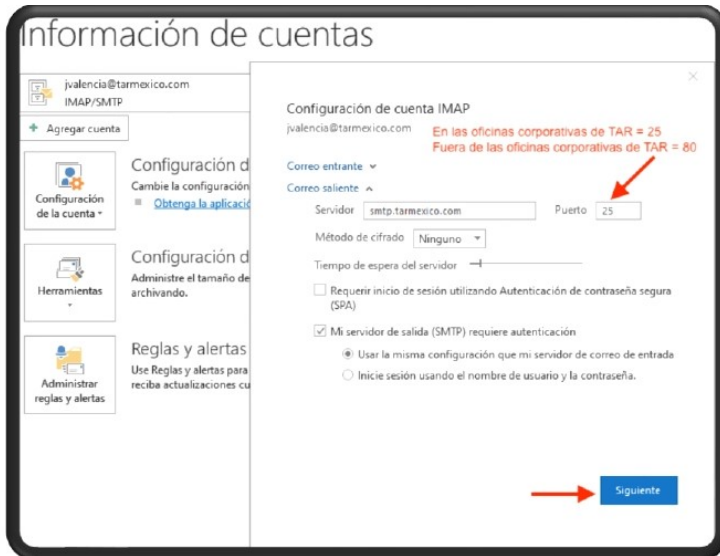 Información de cuentas
jvalencia@tarmexico.com
IMAP/SMTP
Agregar cuenta
Configuración de la cuenta
Configuración d
Cambie la configuración
Obtenga la aplicació
Herramientas
Configuración d
Administre el tamaño de
archivando.
Administrar reglas y alertas
Reglas y alertas
Use Reglas y alertas para
reciba actualizaciones cu
Configuración de cuenta IMAP
jvalencia@tarmexico.com
En las oficinas corporativas de TAR = 25
Fuera de las oficinas corporativas de TAR = 80
Correo entrante
Correo saliente
Servidor smtp.tarmexico.com Puerto 25
Método de cifrado Ninguno
Tiempo de espera del servidor
Requerir inicio de sesión utilizando Autenticación de contraseña segura
(SPA)
Mi servidor de salida (SMTP) requiere autenticación
Usar la misma configuración que mi servidor de correo de entrada
Inicie sesión usando el nombre de usuario y la contraseña.
Siguiente